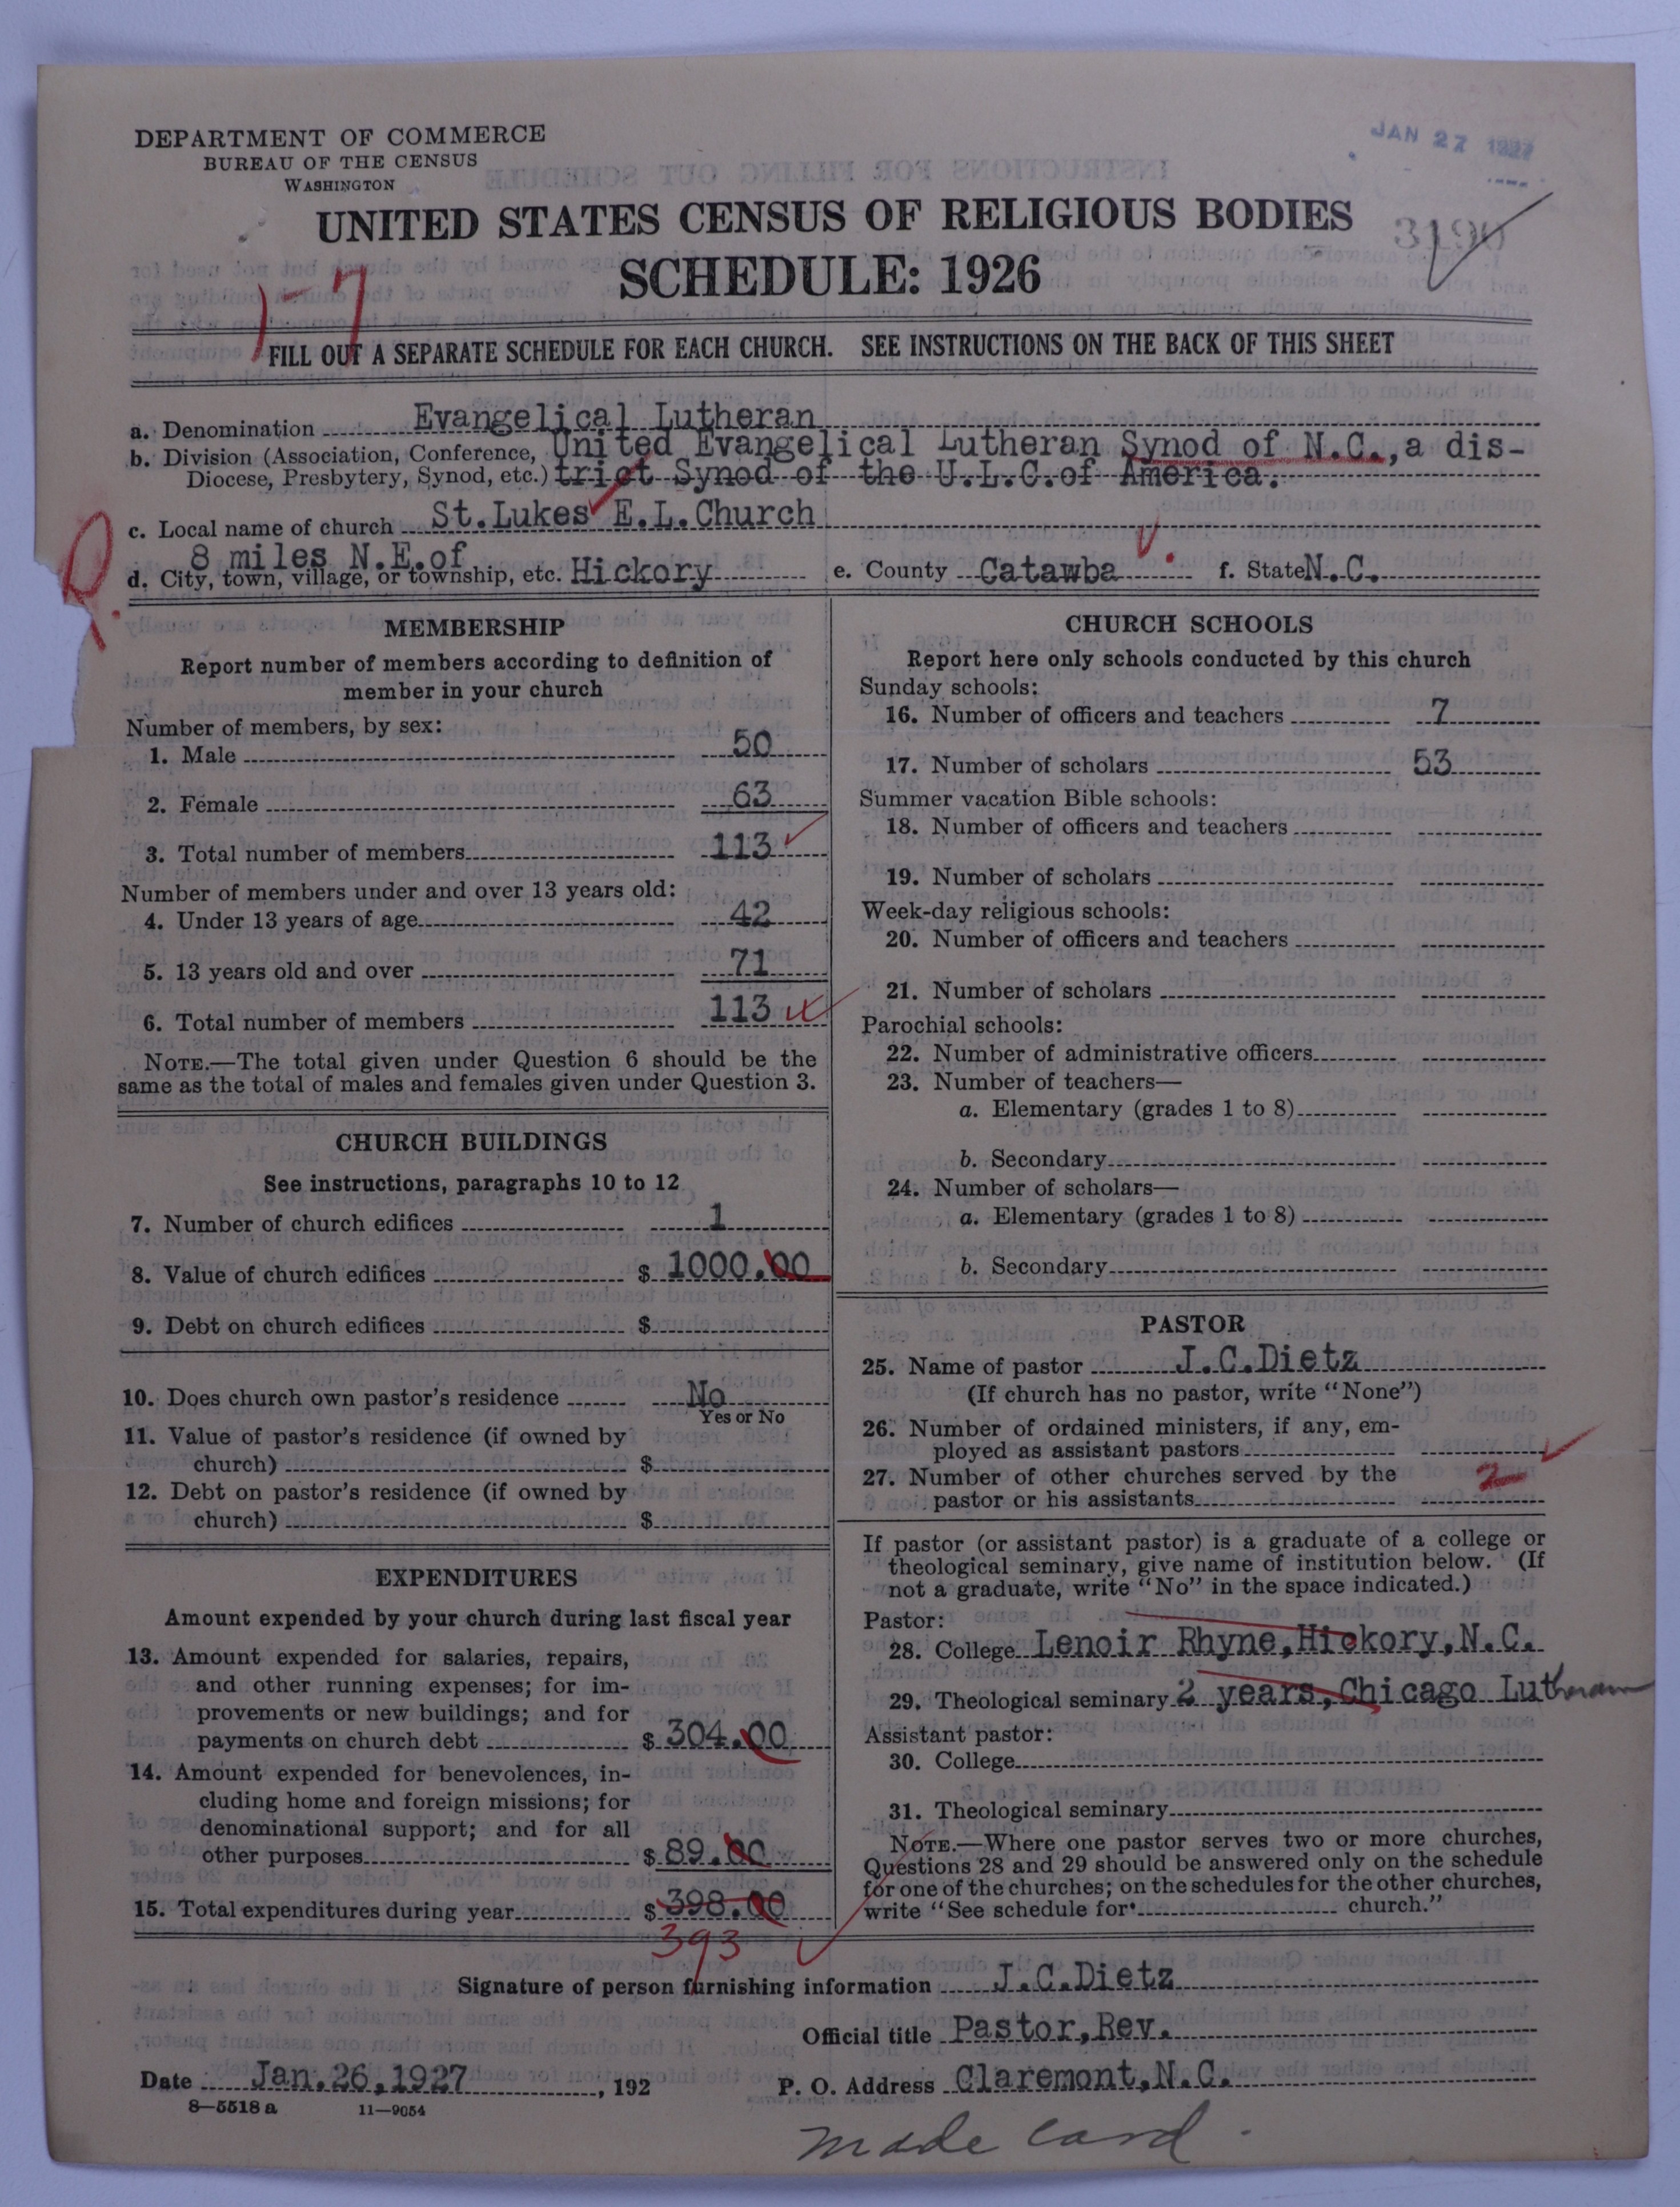 DEPARTMENT OF COMMERCE
BUREAU OF THE CENSUS
WASHINGTON
JAN 27 1927
UNITED STATES CENSUS OF RELIGIOUS BODIES
3190
SCHEDULE: 1926
1-7
FILL OUT A SEPARATE SCHEDULE FOR EACH CHURCH. SEE INSTRUCTIONS ON THE BACK OF THIS SHEET
a. Denomination Evangelical Lutheran
b. Division (Association, Conference, United Evangelical Lutheran Synod of N.C., a dis-
Diocese, Presbytery, Synod, etc.) trict Synod of the U.L.C.of America.
c. Local name of church St.Lukes E.L.Church
8 miles N.E.of
d. City, town, village, or township, etc. Hickory e. County Catawba f. State N.C.
MEMBERSHIP
Report number of members according to definition of
member in your church
Number of members, by sex:
1. Male 50
2. Female 63
3. Total number of members 113
Number of members under and over 13 years old:
4. Under 13 years of age 42
5. 13 years old and over 71
6. Total number of members 113
NOTE.—The total given under Question 6 should be the
same as the total of males and females given under Question 3.
CHURCH BUILDINGS
See instructions, paragraphs 10 to 12
7. Number of church edifices 1
8. Value of church edifices $ 1000.00
9. Debt on church edifices $
10. Does church own pastor's residence No
Yes or No
11. Value of pastor's residence (if owned by
church) $
12. Debt on pastor's residence (if owned by
church) $
EXPENDITURES
Amount expended by your church during last fiscal year
13. Amount expended for salaries, repairs,
and other running expenses; for im-
provements or new buildings; and for
payments on church debt $ 304.00
14. Amount expended for benevolences, in-
cluding home and foreign missions; for
denominational support; and for all
other purposes $ 89.00
15. Total expenditures during year $ 398.00
393
CHURCH SCHOOLS
Report here only schools conducted by this church
Sunday schools:
16. Number of officers and teachers 7
17. Number of scholars 53
Summer vacation Bible schools:
18. Number of officers and teachers
19. Number of scholars
Week-day religious schools:
20. Number of officers and teachers
21. Number of scholars
Parochial schools:
22. Number of administrative officers
23. Number of teachers—
a. Elementary (grades 1 to 8)
b. Secondary
24. Number of scholars—
a. Elementary (grades 1 to 8)
b. Secondary
PASTOR
25. Name of pastor J.C.Dietz
(If church has no pastor, write "None")
26. Number of ordained ministers, if any, em-
ployed as assistant pastors
27. Number of other churches served by the 2
pastor or his assistants
If pastor (or assistant pastor) is a graduate of a college or
theological seminary, give name of institution below. (If
not a graduate, write "No" in the space indicated.)
Pastor:
28. College Lenoir Rhyne,Hickory,N.C.
29. Theological seminary 2 years,Chicago Lutheran
Assistant pastor:
30. College
31. Theological seminary
NOTE.—Where one pastor serves two or more churches,
Questions 28 and 29 should be answered only on the schedule
for one of the churches; on the schedules for the other churches,
write "See schedule for church."
Signature of person furnishing information J.C.Dietz
Official title Pastor,Rev.
Date Jan.26,1927, 192 P. O. Address Claremont,N.C.
8—5518 a 11—9054
made card.